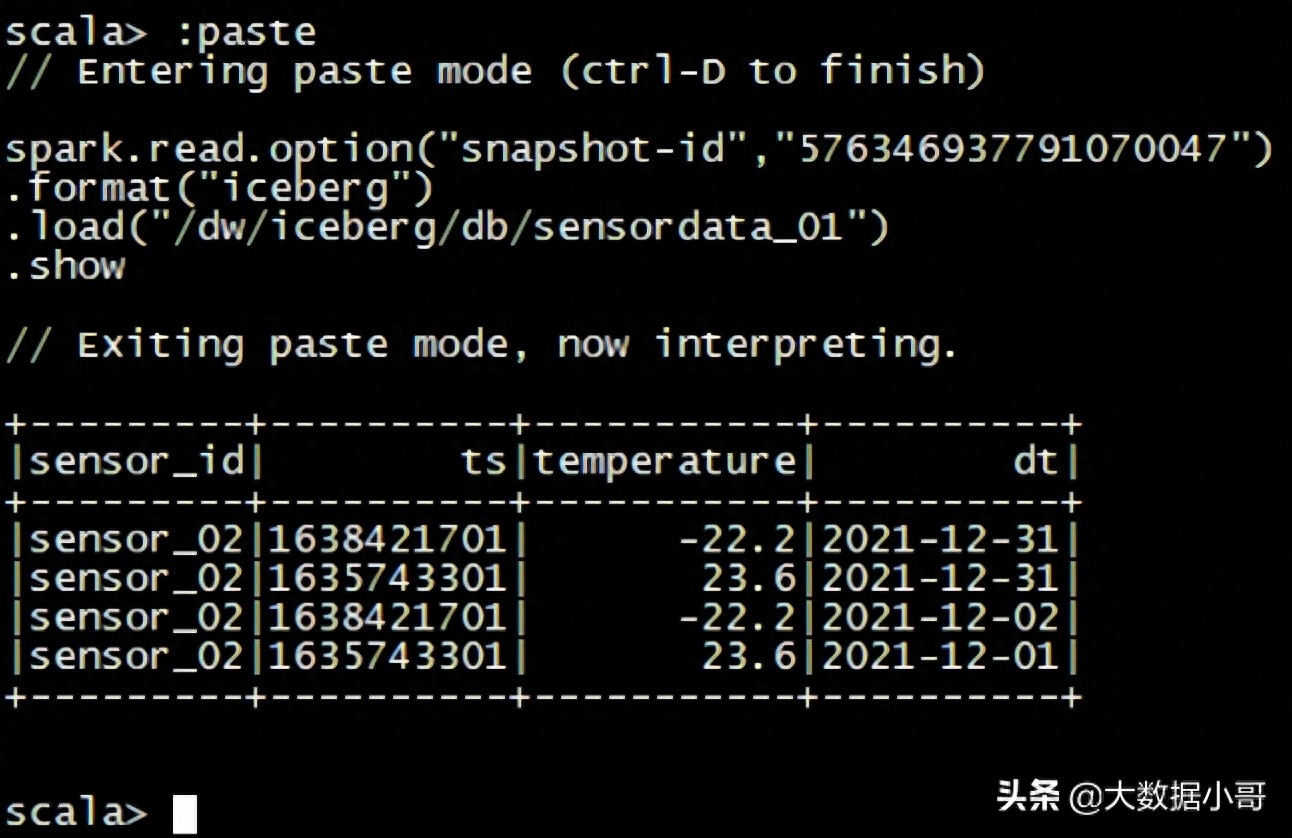 scala> :paste
// Entering paste mode (ctrl-D to finish)
spark.read.option("snapshot-id","576346937791070047")
.format("iceberg")
.load("/dw/iceberg/db/sensordata_01")
.show
// Exiting paste mode, now interpreting.
+---------+----------+-----------+----------+
|sensor_id|        ts|temperature|        dt|
+---------+----------+-----------+----------+
|sensor_02|1638421701|      -22.2|2021-12-31|
|sensor_02|1635743301|       23.6|2021-12-31|
|sensor_02|1638421701|      -22.2|2021-12-02|
|sensor_02|1635743301|       23.6|2021-12-01|
+---------+----------+-----------+----------+
scala>
头条 @大数据小哥